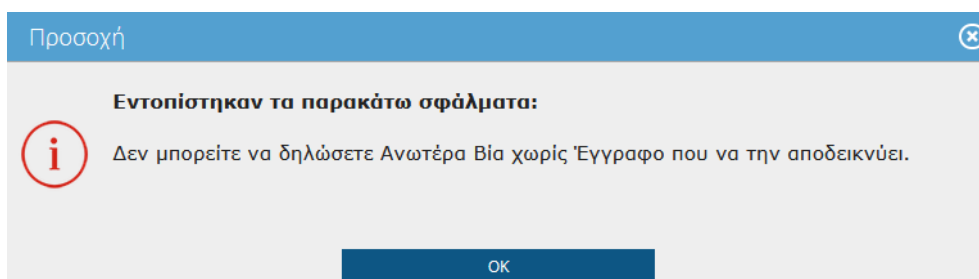 Προσοχή
Εντοπίστηκαν τα παρακάτω σφάλματα:
Δεν μπορείτε να δηλώσετε Ανωτέρα Βία χωρίς Έγγραφο που να την αποδεικνύει.
OK